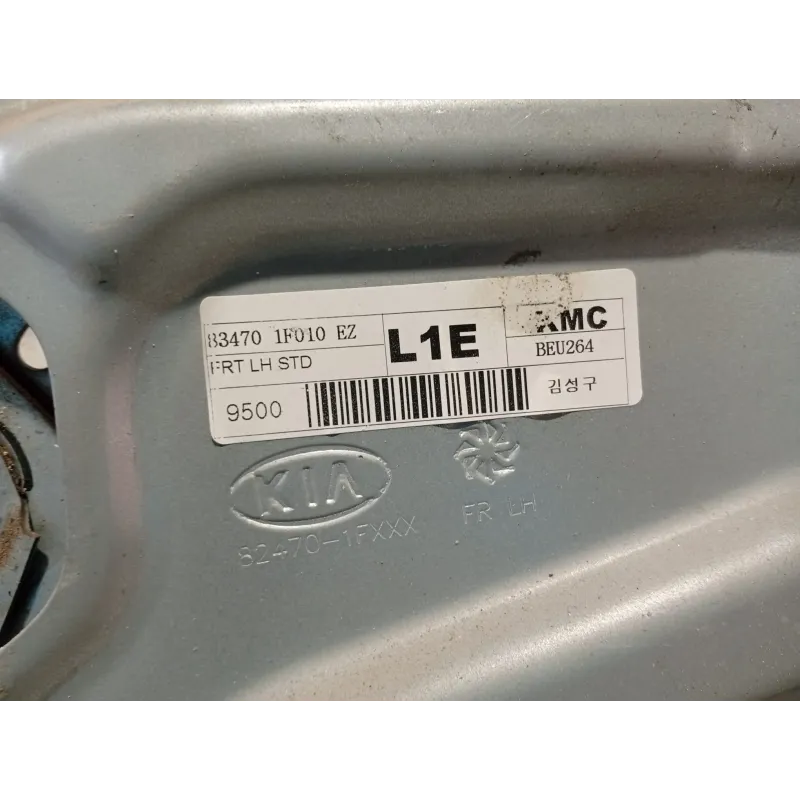 83470 1F010 EZ
FRT LH STD
L1E
KMC
BEU264
9500
김성구
KIA
82470-1FXXX
FR LH